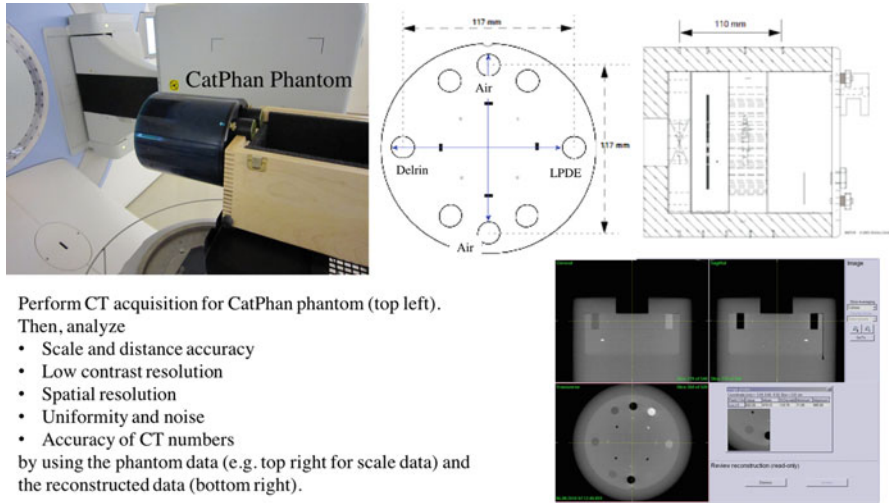 CatPhan Phantom
117 mm
Air
117 mm
Delrin
LPDE
Air
110 mm
Perform CT acquisition for CatPhan phantom (top left).
Then, analyze
• Scale and distance accuracy
• Low contrast resolution
• Spatial resolution
• Uniformity and noise
• Accuracy of CT numbers
by using the phantom data (e.g. top right for scale data) and
the reconstructed data (bottom right).
Image
Review reconstruction (read-only)